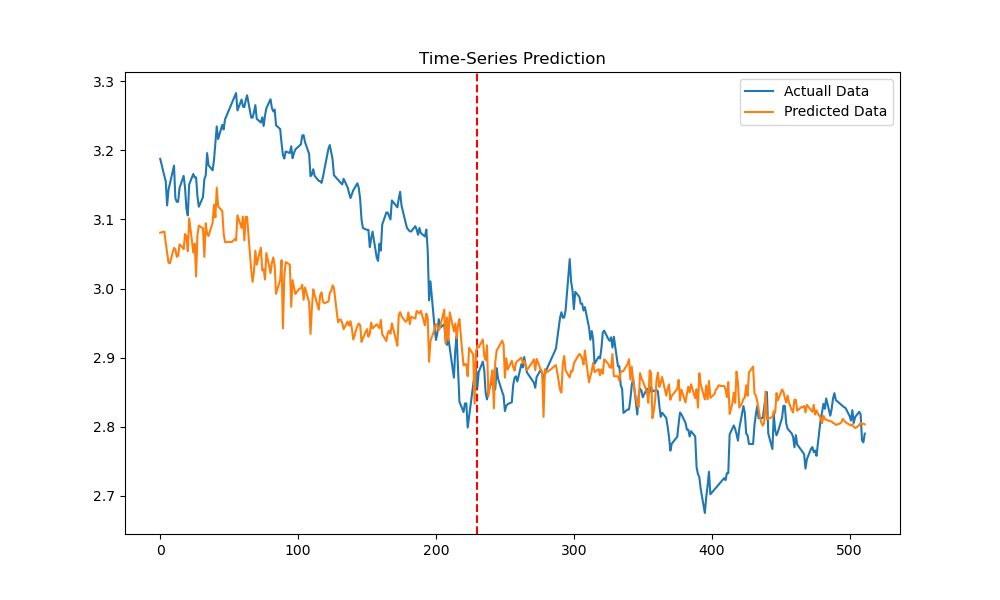 Time-Series Prediction
Actuall Data
Predicted Data
3.3
3.2
3.1
3.0
2.9
2.8
2.7
0 100 200 300 400 500